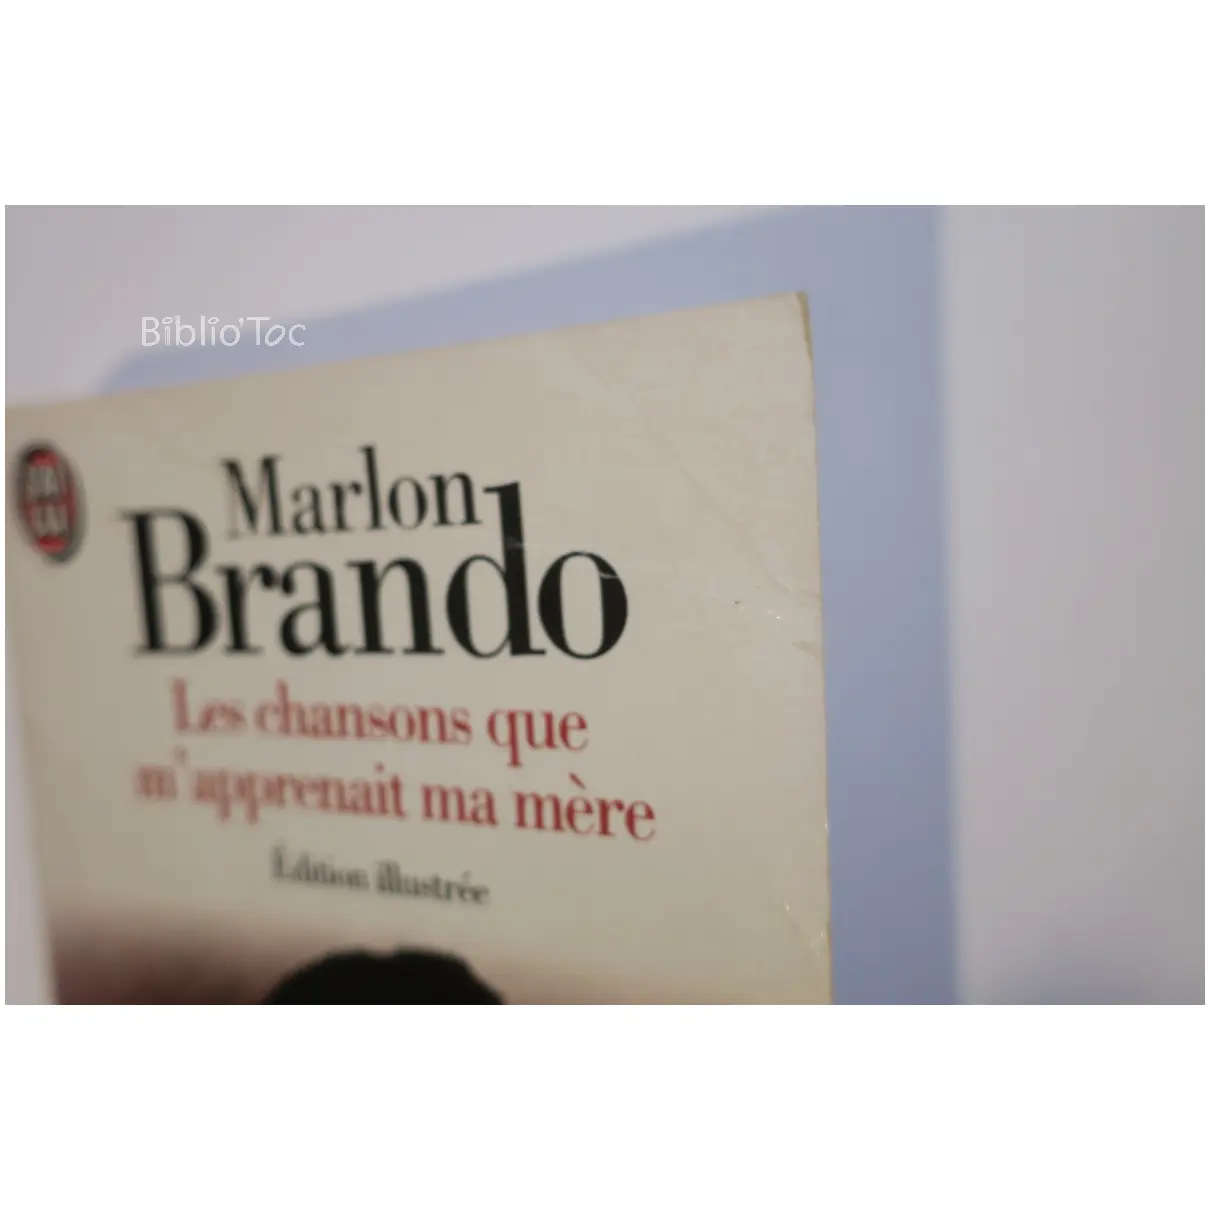 Biblio'Toc
Marlon
Brando
Les chansons que
m'apprenait ma mère
Édition illustrée